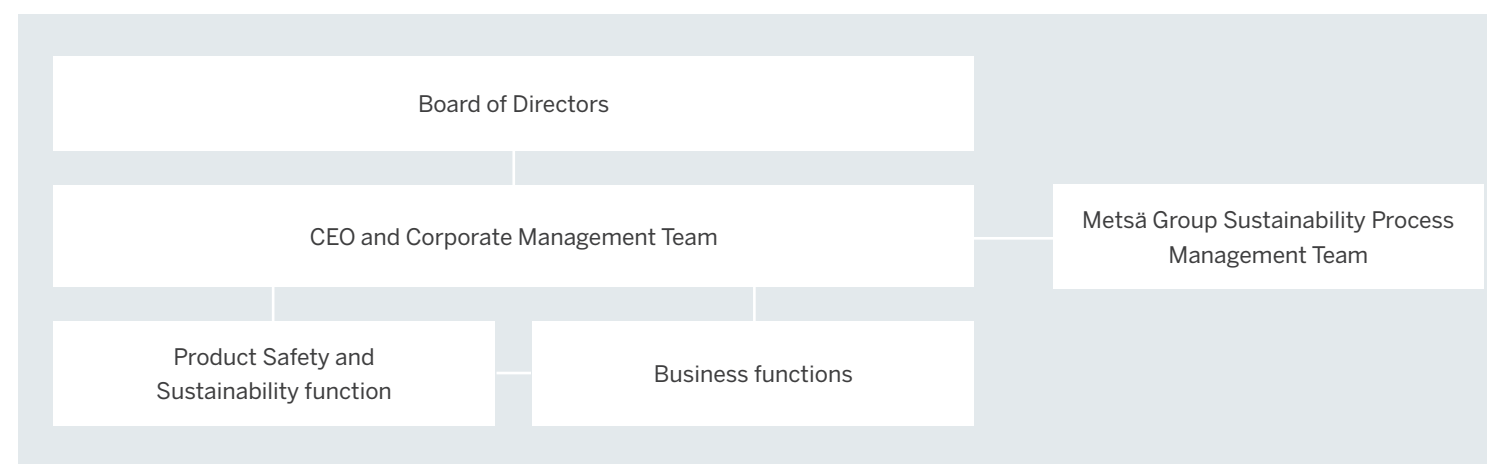 Board of Directors
CEO and Corporate Management Team
Metsä Group Sustainability Process
Management Team
Product Safety and
Sustainability function
Business functions